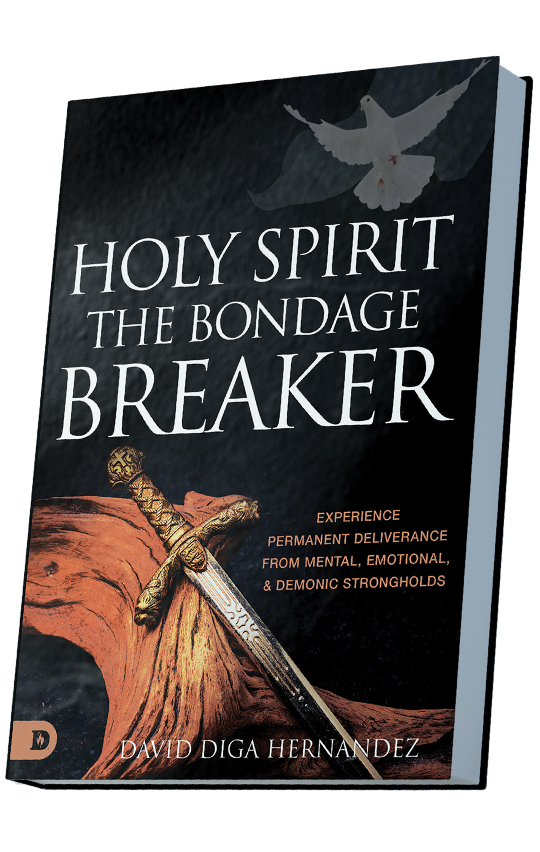 HOLY SPIRIT
THE BONDAGE
BREAKER
EXPERIENCE
PERMANENT DELIVERANCE
FROM MENTAL, EMOTIONAL,
& DEMONIC STRONGHOLDS
D
DAVID DIGA HERNANDEZ